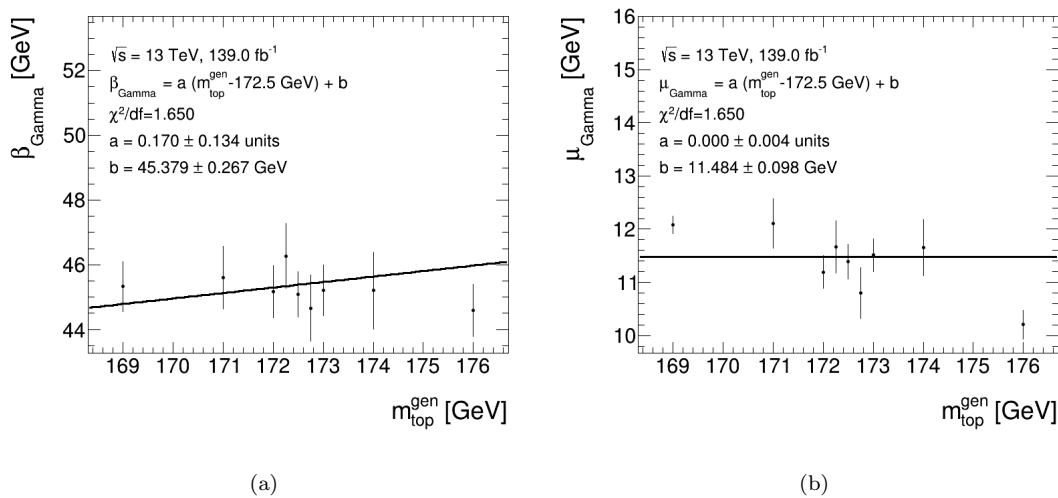 β_Gamma [GeV]
52
50
48
46
44
√s = 13 TeV, 139.0 fb⁻¹
β_Gamma = a (m_top^gen-172.5 GeV) + b
χ²/df=1.650
a = 0.170 ± 0.134 units
b = 45.379 ± 0.267 GeV
169 170 171 172 173 174 175 176
m_top^gen [GeV]
(a)
μ_Gamma [GeV]
16
15
14
13
12
11
10
√s = 13 TeV, 139.0 fb⁻¹
μ_Gamma = a (m_top^gen-172.5 GeV) + b
χ²/df=1.650
a = 0.000 ± 0.004 units
b = 11.484 ± 0.098 GeV
169 170 171 172 173 174 175 176
m_top^gen [GeV]
(b)